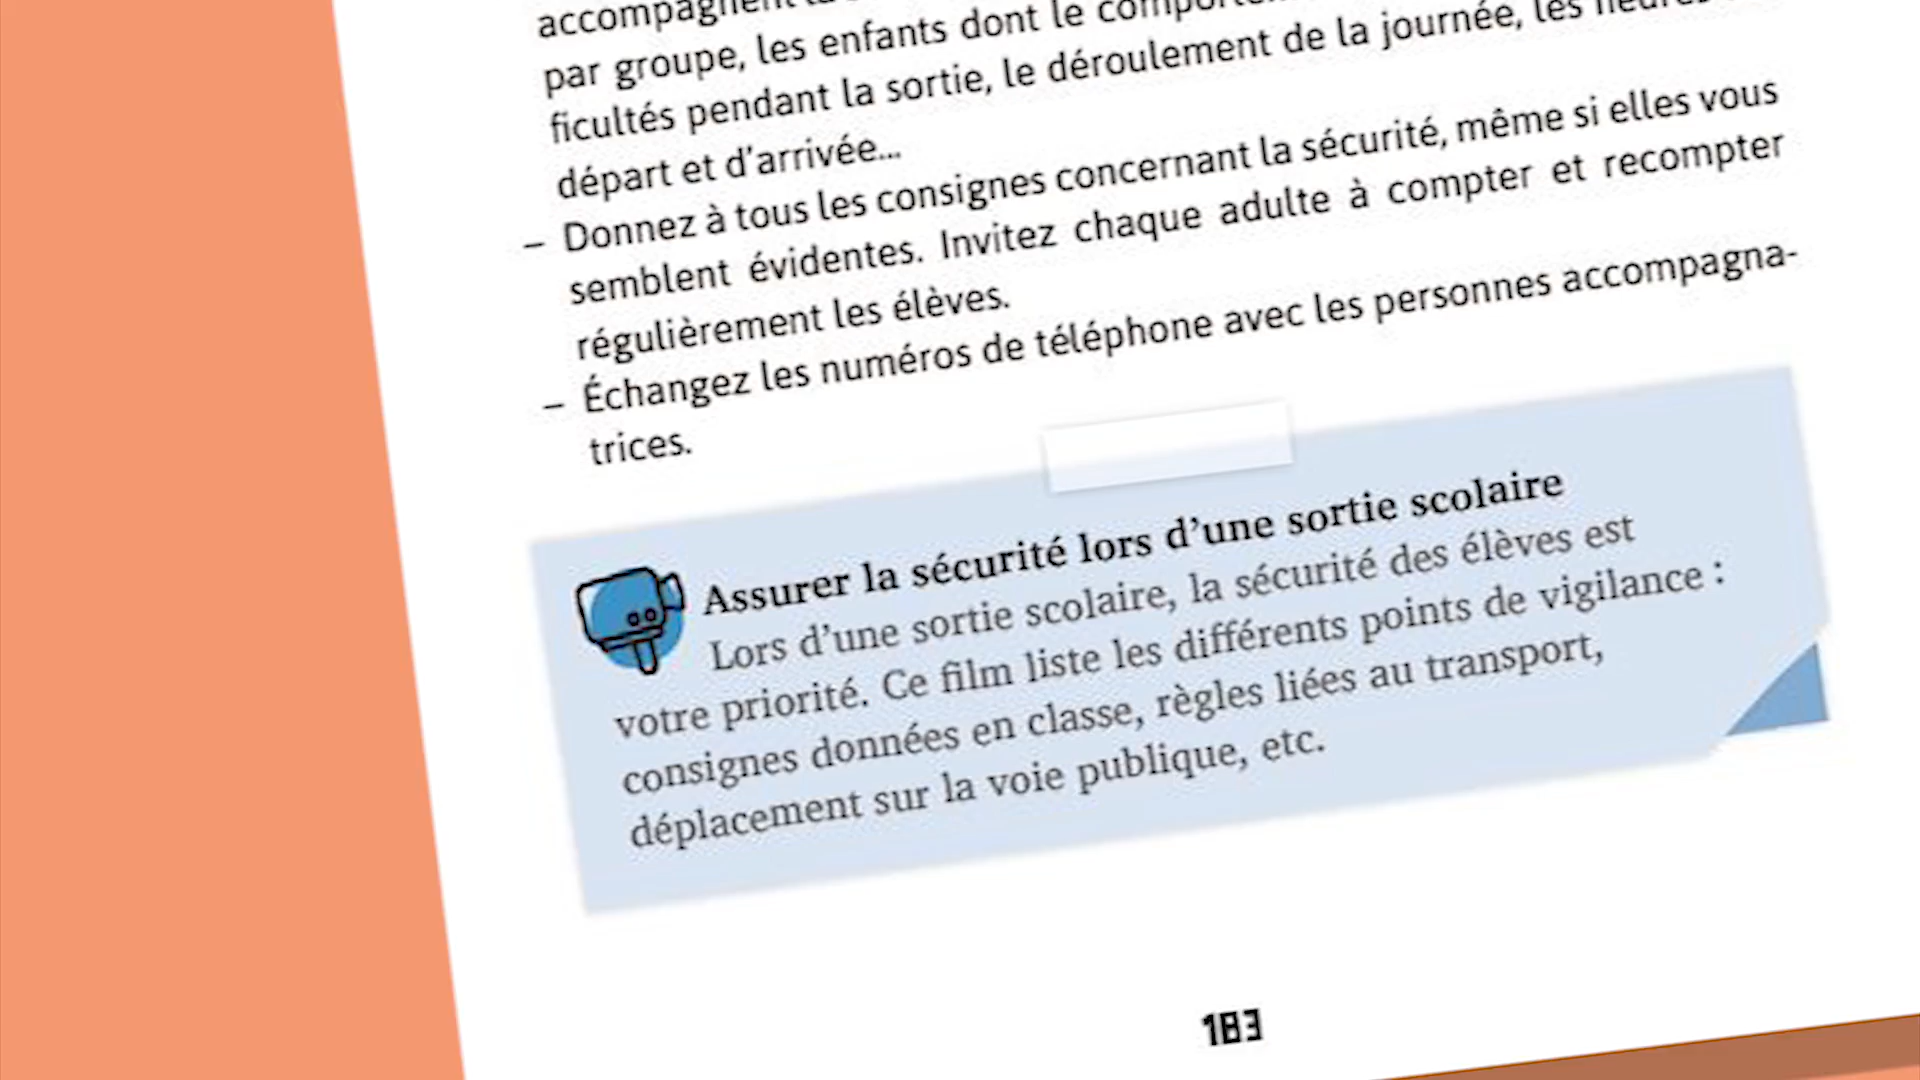 accompagnent
par groupe, les enfants dont le
ficultés pendant la sortie, le déroulement de la journée, les heures
départ et d'arrivée...
– Donnez à tous les consignes concernant la sécurité, même si elles vous
semblent évidentes. Invitez chaque adulte à compter et recompter
régulièrement les élèves.
– Échangez les numéros de téléphone avec les personnes accompagna-
trices.
Assurer la sécurité lors d'une sortie scolaire
Lors d'une sortie scolaire, la sécurité des élèves est
votre priorité. Ce film liste les différents points de vigilance :
consignes données en classe, règles liées au transport,
déplacement sur la voie publique, etc.
183